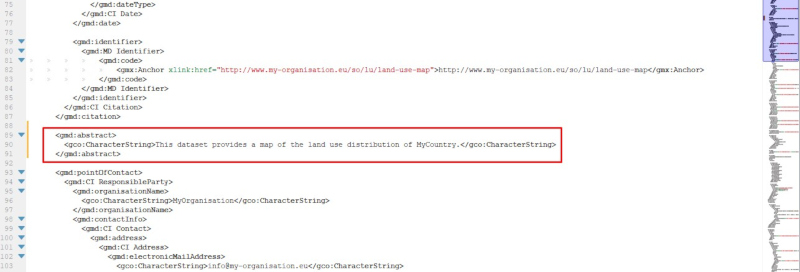 75 </gmd:dateType>
76 </gmd:CI Date>
77 </gmd:date>
78
79 <gmd:identifier>
80 <gmd:MD Identifier>
81 <gmd:code>
82 <gmx:Anchor xlink:href="http://www.my-organisation.eu/so/lu/land-use-map">http://www.my-organisation.eu/so/lu/land-use-map</gmx:Anchor>
83 </gmd:code>
84 </gmd:MD Identifier>
85 </gmd:identifier>
86 </gmd:CI Citation>
87 </gmd:citation>
88
89 <gmd:abstract>
90 <gco:CharacterString>This dataset provides a map of the land use distribution of MyCountry.</gco:CharacterString>
91 </gmd:abstract>
92
93 <gmd:pointOfContact>
94 <gmd:CI ResponsibleParty>
95 <gmd:organisationName>
96 <gco:CharacterString>MyOrganisation</gco:CharacterString>
97 </gmd:organisationName>
98 <gmd:contactInfo>
99 <gmd:CI Contact>
100 <gmd:address>
101 <gmd:CI Address>
102 <gmd:electronicMailAddress>
103 <gco:CharacterString>info@my-organisation.eu</gco:CharacterString>